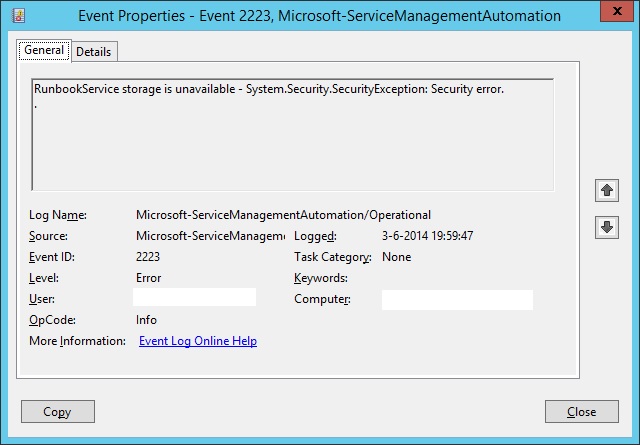 Event Properties - Event 2223, Microsoft-ServiceManagementAutomation
X
General Details
RunbookService storage is unavailable - System.Security.SecurityException: Security error.
.
Log Name: Microsoft-ServiceManagementAutomation/Operational
Source: Microsoft-ServiceManageme Logged: 3-6-2014 19:59:47
Event ID: 2223 Task Category: None
Level: Error Keywords:
User: Computer:
OpCode: Info
More Information: Event Log Online Help
Copy Close